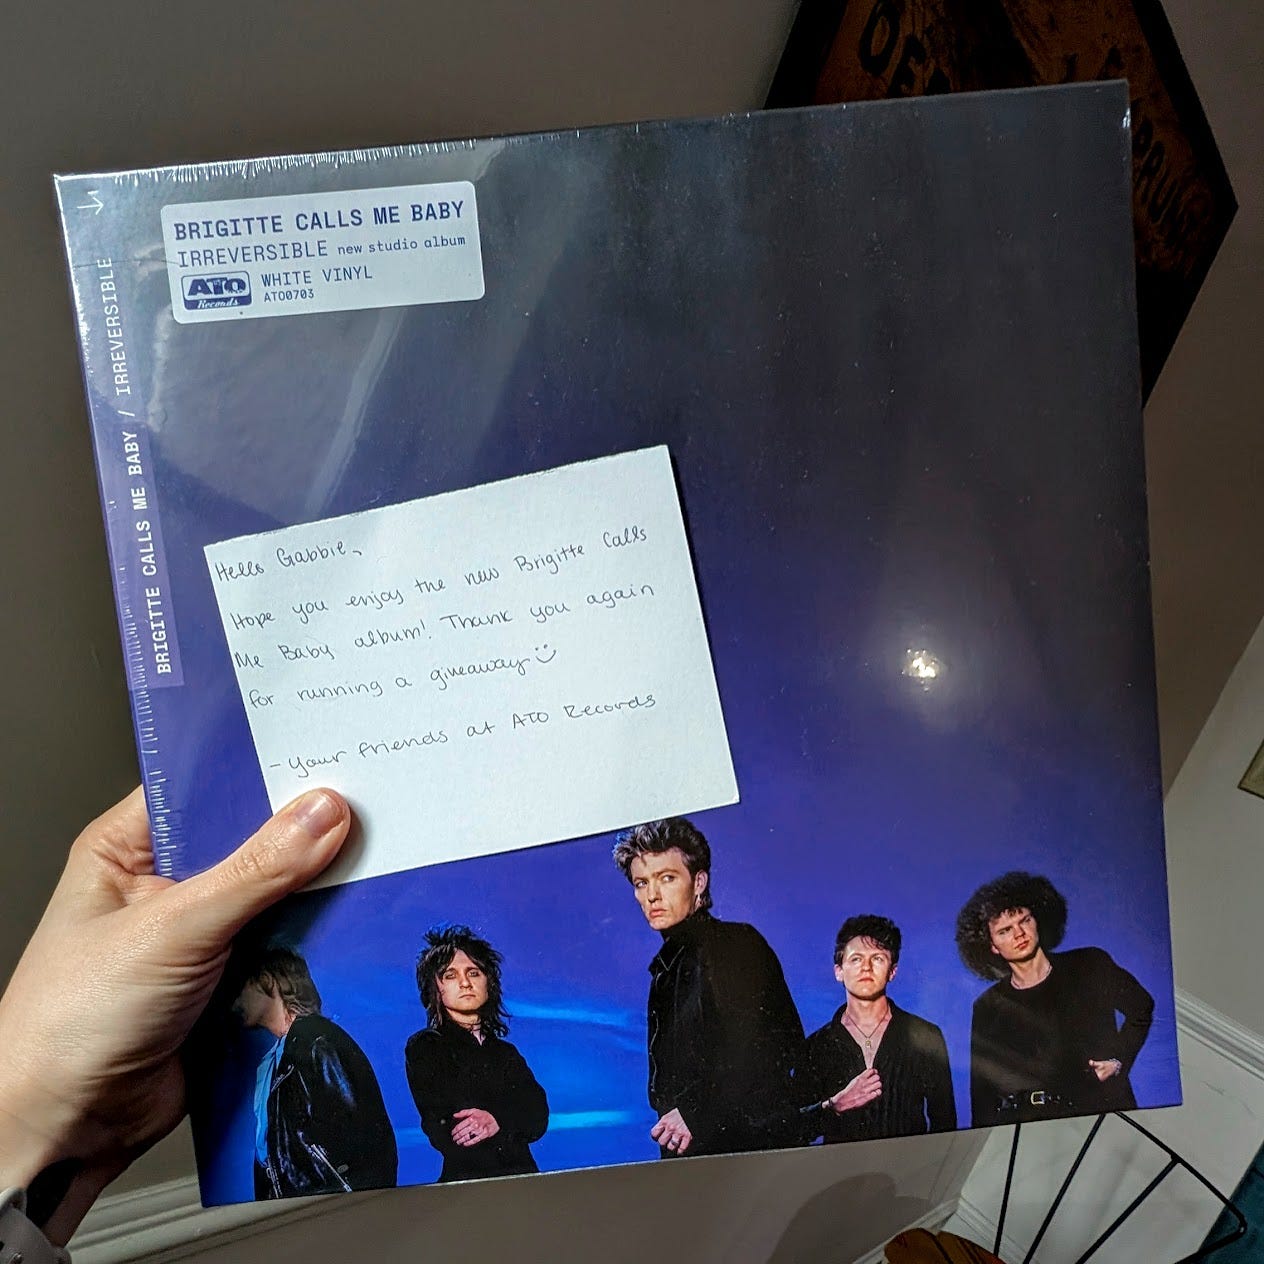 BRIGITTE CALLS ME BABY
IRREVERSIBLE new studio album
ATO
Records
WHITE VINYL
ATO0703
BRIGITTE CALLS ME BABY / IRREVERSIBLE
Hello Gabbie,
Hope you enjoy the new Brigitte Calls
Me Baby album! Thank you again
for running a giveaway
- Your friends at ATO Records